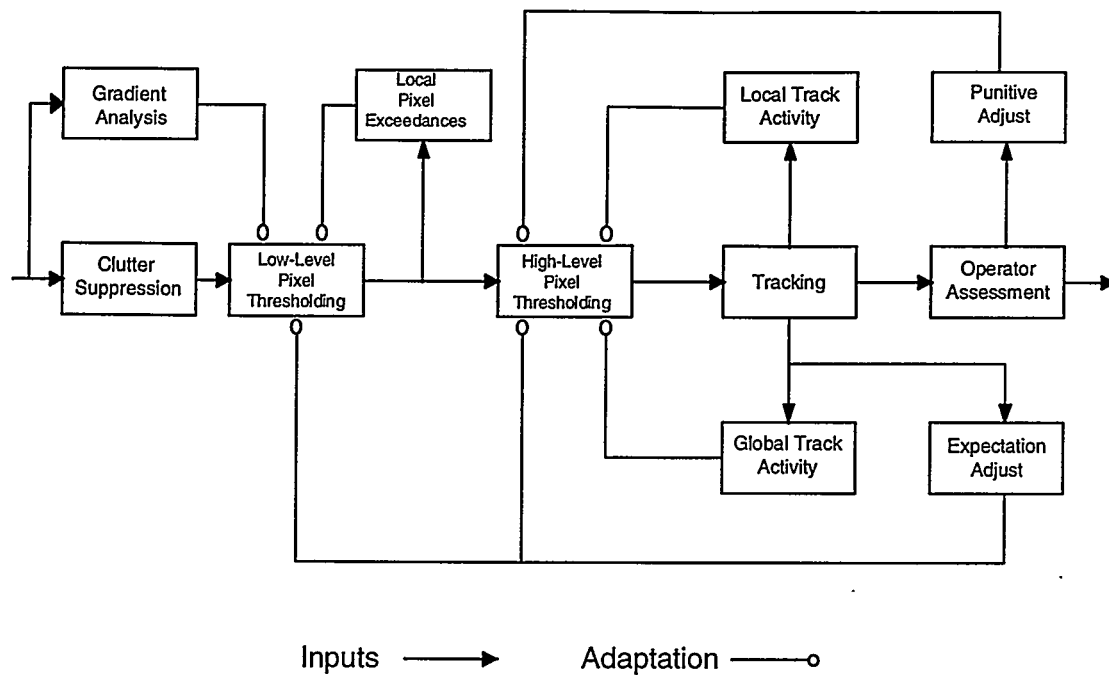 Gradient
Analysis
Local
Pixel
Exceedances
Local Track
Activity
Punitive
Adjust
Clutter
Suppression
Low-Level
Pixel
Thresholding
High-Level
Pixel
Thresholding
Tracking
Operator
Assessment
Global Track
Activity
Expectation
Adjust
Inputs
Adaptation